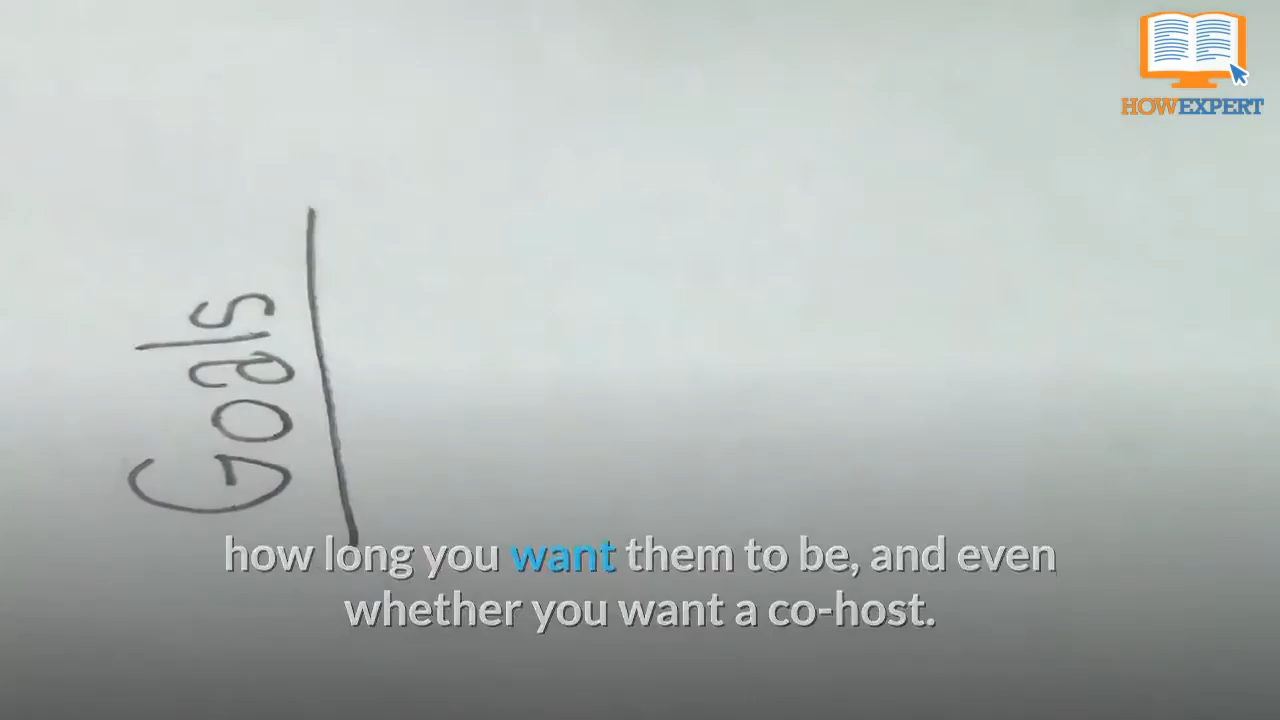 HOWEXPERT
Goals
how long you want them to be, and even
whether you want a co-host.